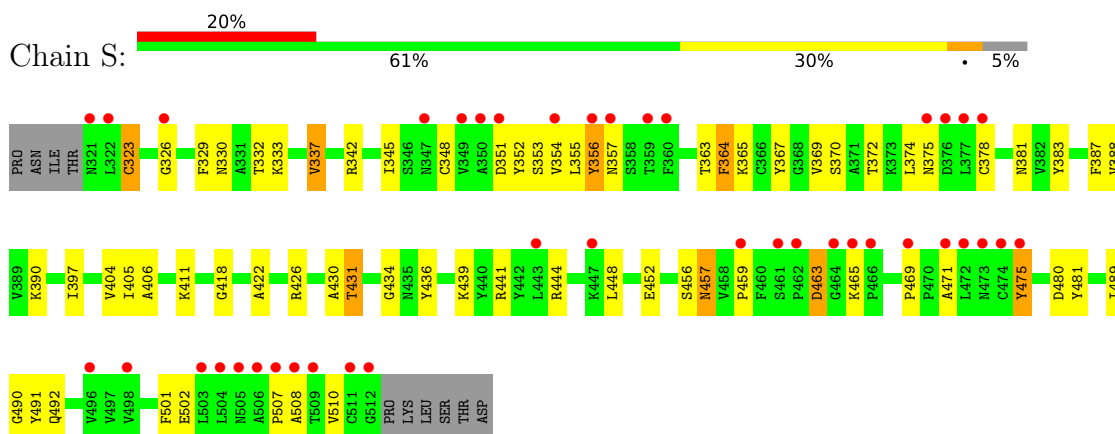 20%
Chain S:
61% 30% • 5%
PRO ASN ILE THR N321 L322 C323 G326 F329 N330 A331 T332 K333 V337 R342 I345 S346 N347 C348 V349 A350 D351 Y352 S353 V354 L355 Y356 N357 S358 T359 F360 T363 F364 K365 C366 Y367 G368 V369 S370 A371 T372 K373 L374 N375 D376 L377 C378 N381 V382 Y383 F387 V388
V389 K390 I397 V404 I405 A406 K411 G418 A422 R426 A430 T431 G434 N435 Y436 K439 Y440 R441 Y442 L443 R444 K447 L448 E452 S456 N457 V458 P459 F460 S461 P462 D463 G464 K465 P466 P469 P470 A471 L472 N473 C474 Y475 D480 Y481
G490 Y491 Q492 V496 V497 V498 F501 E502 L503 L504 N505 A506 P507 A508 T509 V510 C511 G512 PRO LYS LEU SER THR ASP